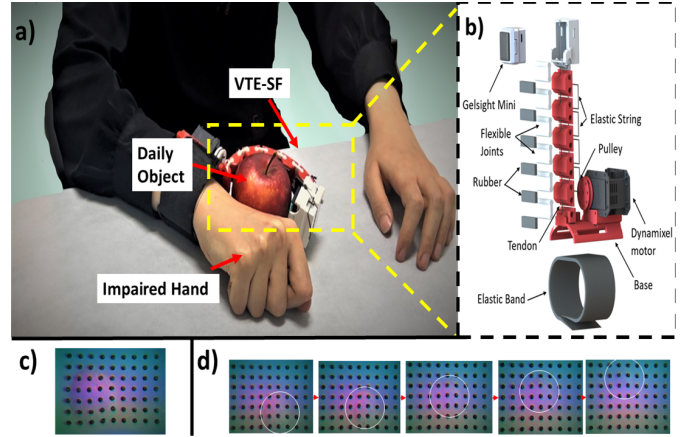 a)
VTE-SF
Daily
Object
Impaired Hand
b)
Gelsight Mini
Flexible
Joints
Rubber
Tendon
Elastic String
Pulley
Dynamixel
motor
Base
Elastic Band
c)
d)